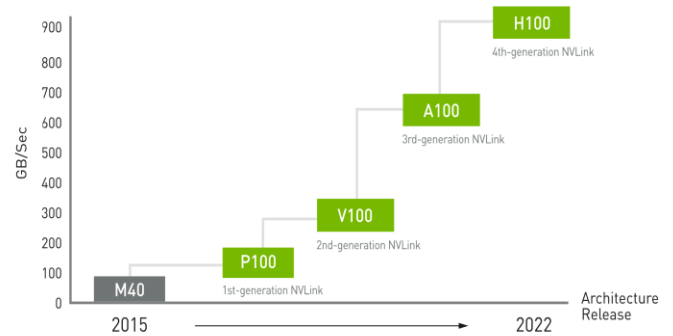 900
H100
4th-generation NVLink
800
700
A100
600
3rd-generation NVLink
GB/Sec
500
400
300
V100
200
2nd-generation NVLink
P100
100
M40
1st-generation NVLink
0
Architecture
Release
2015
2022